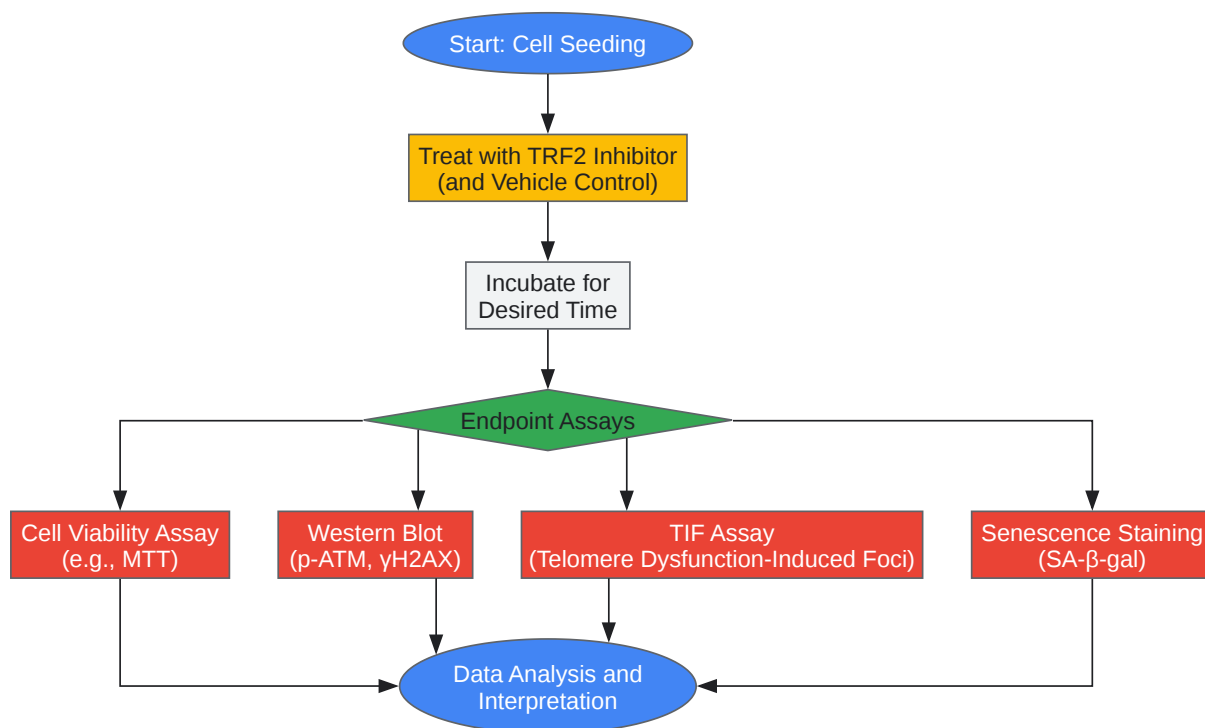 Start: Cell Seeding
Treat with TRF2 Inhibitor
(and Vehicle Control)
Incubate for
Desired Time
Endpoint Assays
Cell Viability Assay
(e.g., MTT)
Western Blot
(p-ATM, γH2AX)
TIF Assay
(Telomere Dysfunction-Induced Foci)
Senescence Staining
(SA-β-gal)
Data Analysis and
Interpretation